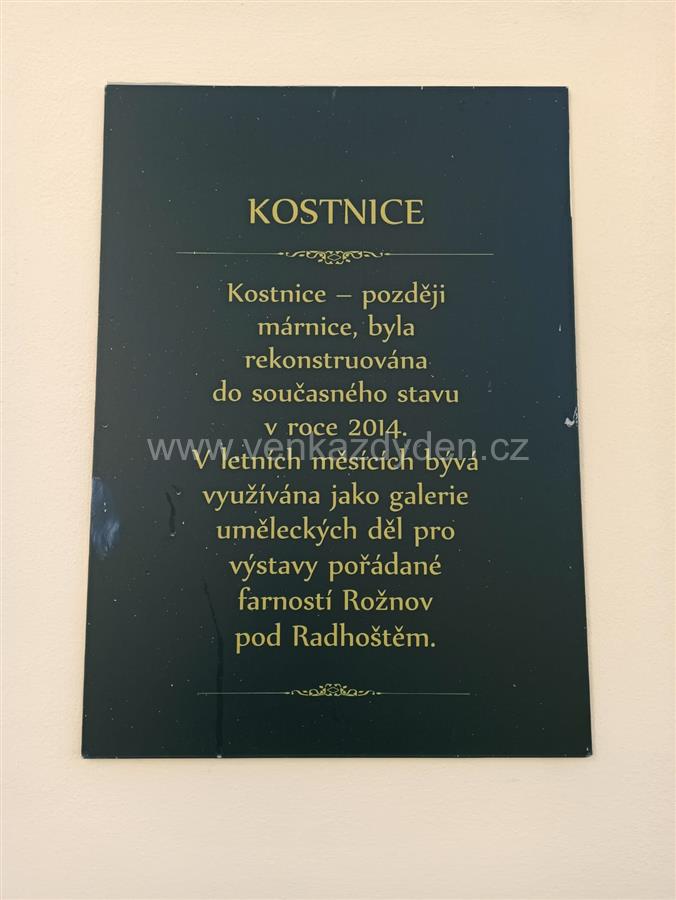 KOSTNICE
Kostnice – později
márnice, byla
rekonstruována
do současného stavu
v roce 2014.
www.venkazdyden.cz
V letních měsících bývá
využívána jako galerie
uměleckých děl pro
výstavy pořádané
farností Rožnov
pod Radhoštěm.